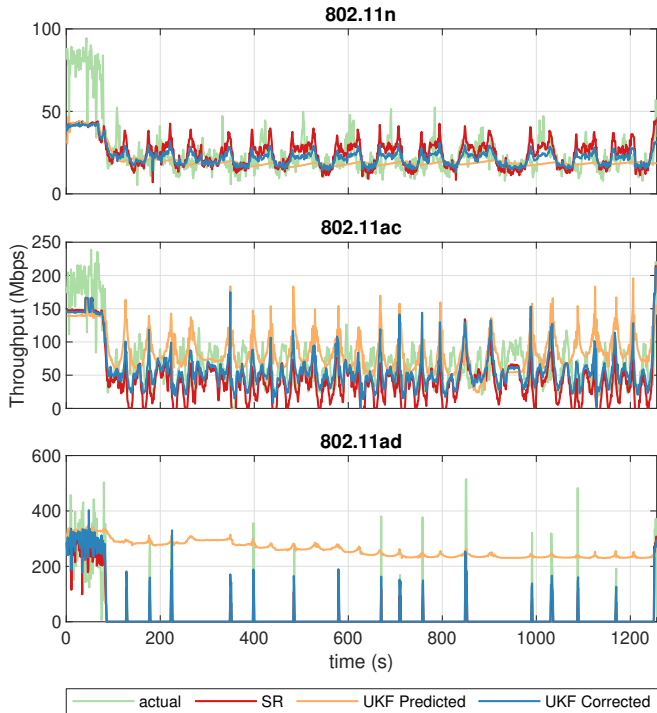 802.11n
100
50
0
802.11ac
250
200
150
100
50
0
Throughput (Mbps)
802.11ad
600
400
200
0
0 200 400 600 800 1000 1200
time (s)
actual SR UKF Predicted UKF Corrected